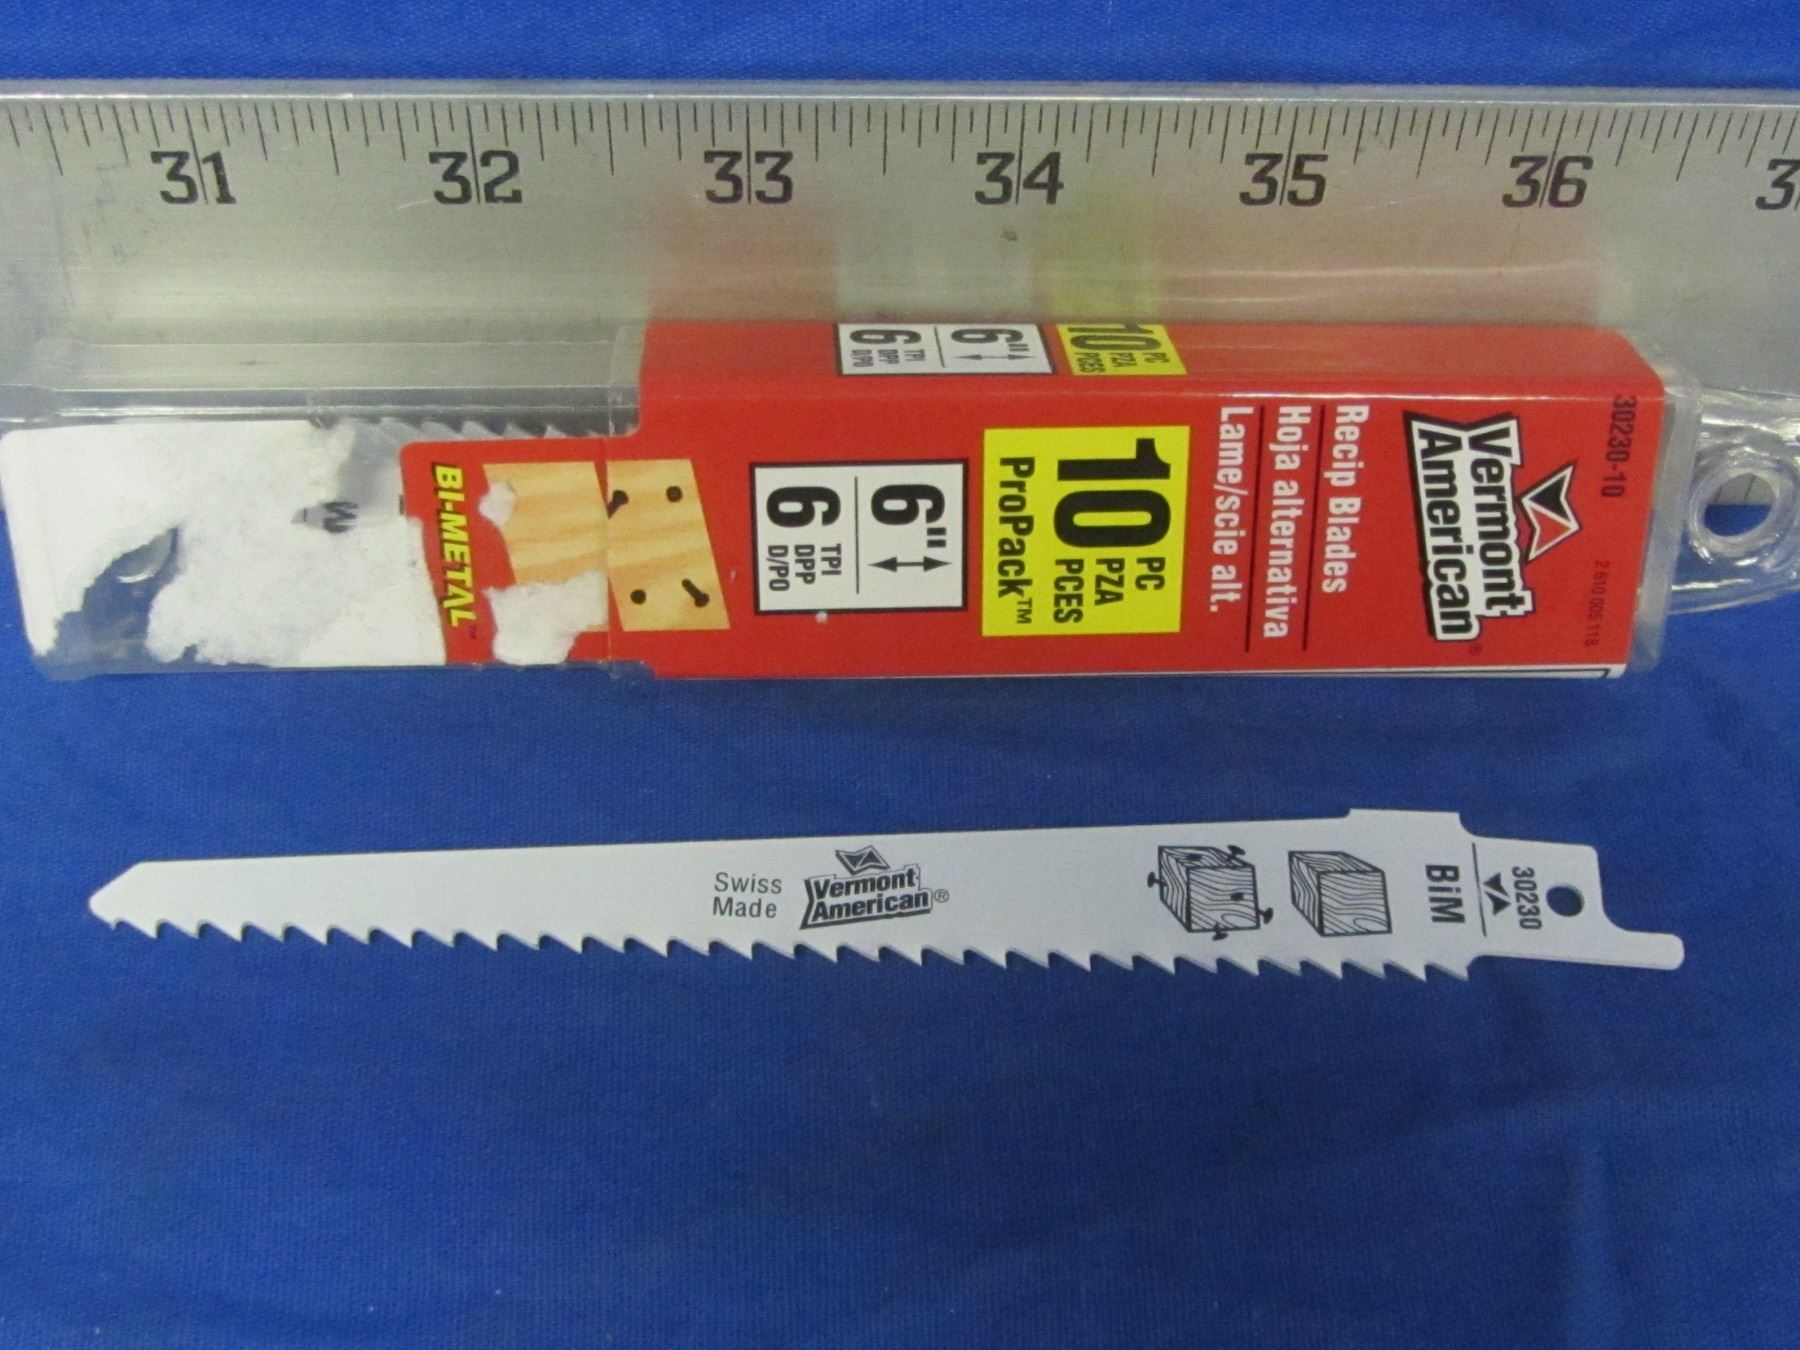 31 32 33 34 35 36 3
6"
6 TPI
DPP
D/PO
10 PC
PZA
PCES
30230-10
2 610 005 118
Vermont
American®
Recip Blades
Hoja alternativa
Lame/scie alt.
10 PC
PZA
PCES
ProPack™
6"
6 TPI
DPP
D/PO
BI-METAL™
Swiss
Made
Vermont
American®
BiM
30230